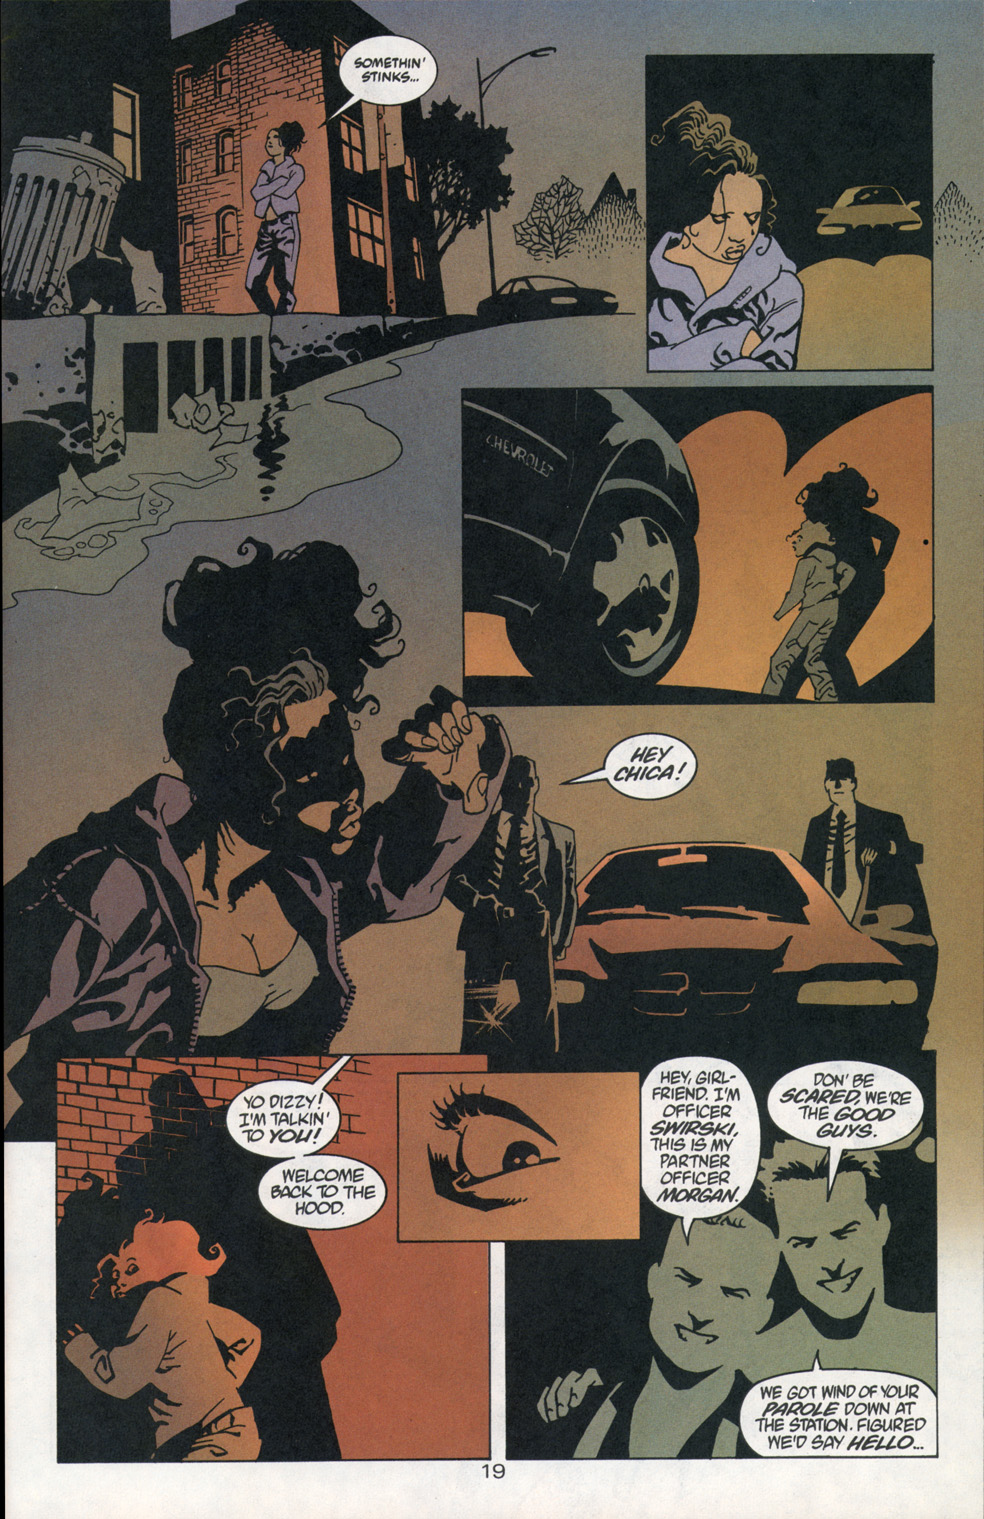 SOMETHIN'
STINKS...
CHEVROLET
HEY
CHICA!
YO DIZZY!
I'M TALKIN'
TO YOU!
WELCOME
BACK TO THE
HOOD.
HEY, GIRL-
FRIEND. I'M
OFFICER
SWIRSKI,
THIS IS MY
PARTNER
OFFICER
MORGAN.
DON' BE
SCARED, WE'RE
THE GOOD
GUYS.
WE GOT WIND OF YOUR
PAROLE DOWN AT
THE STATION. FIGURED
WE'D SAY HELLO...
19